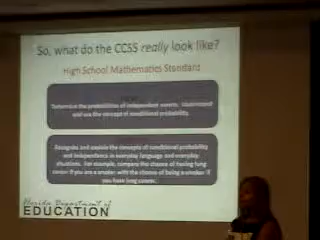 So, what do the CCSS really look like?
High School Mathematics Standard
Determine the probabilities of independent events. Understand
and use the concept of conditional probability.
Recognize and explain the concepts of conditional probability
and independence in everyday language and everyday
situations. For example, compare the chance of having lung
cancer if you are a smoker with the chance of being a smoker if
you have lung cancer.
Florida Department of
EDUCATION